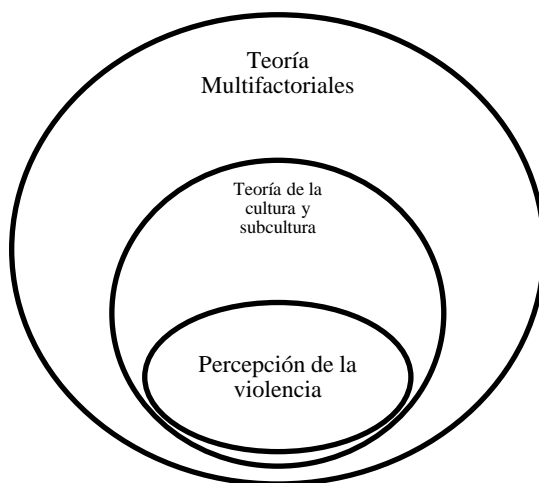 Teoría
Multifactoriales
Teoría de la
cultura y
subcultura
Percepción de la
violencia